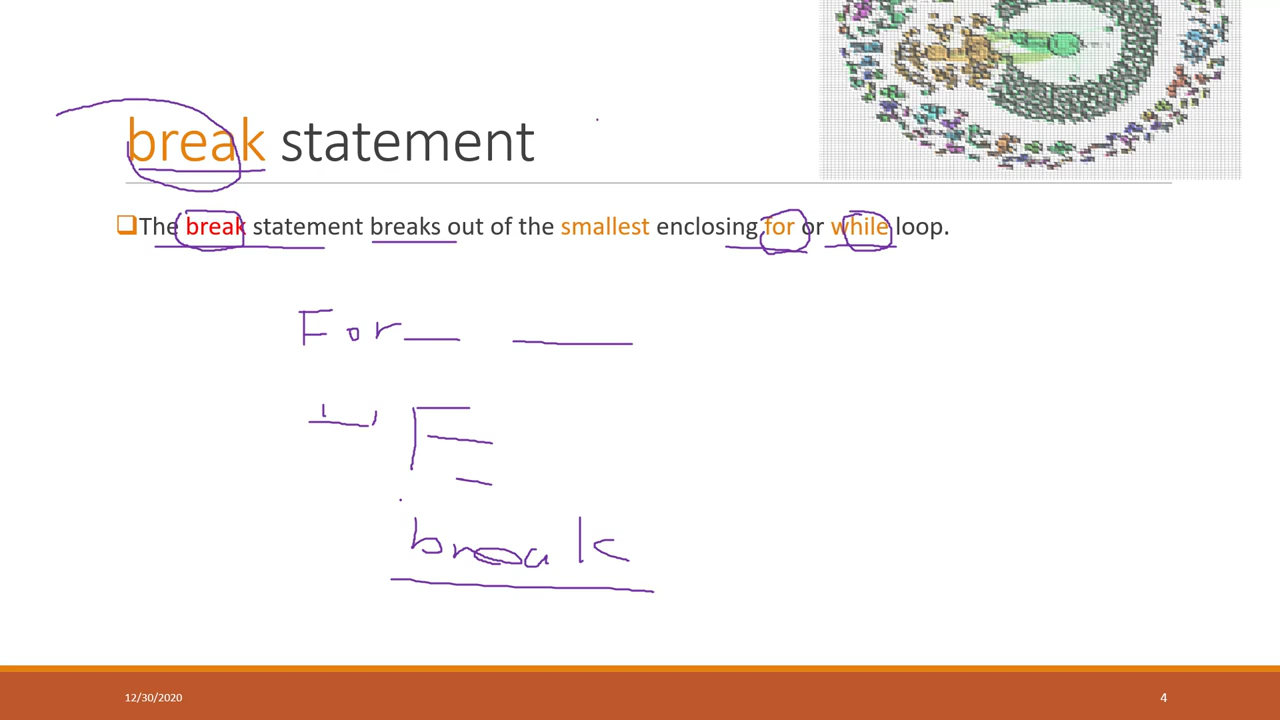 break statement
The break statement breaks out of the smallest enclosing for or while loop.
For
break
12/30/2020
4